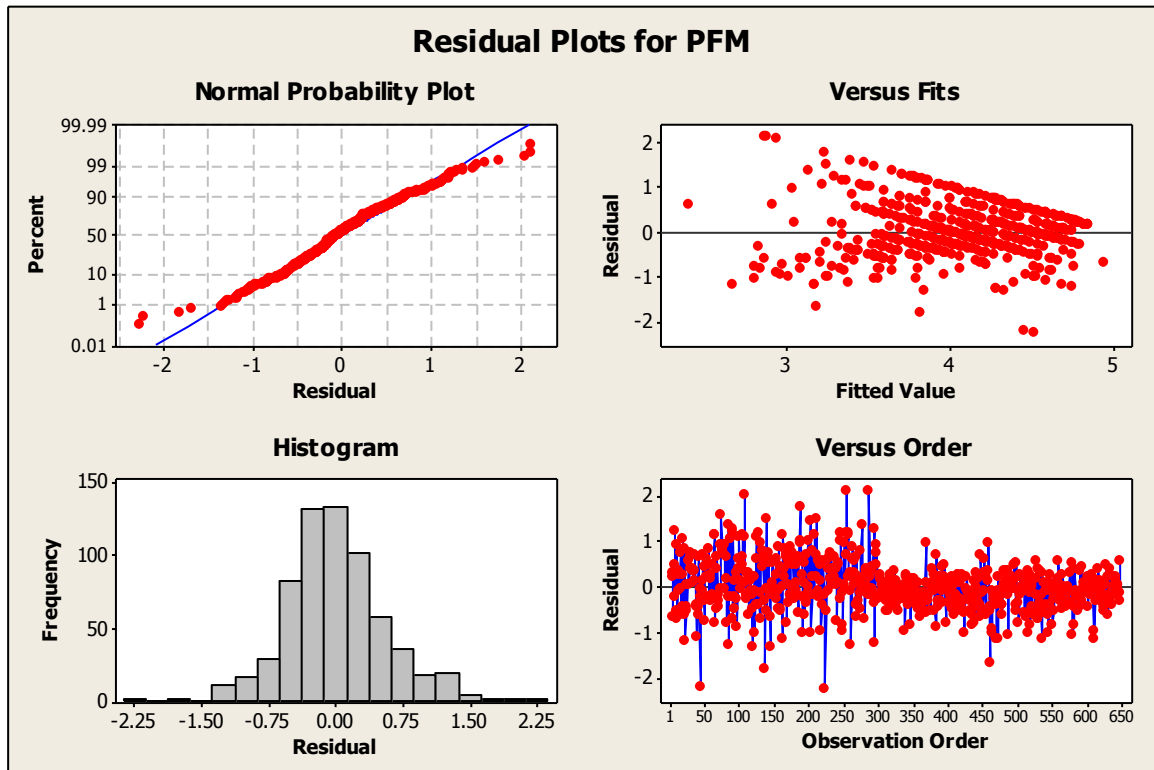 Residual Plots for PFM
Normal Probability Plot
Percent
99.99
99
90
50
10
1
0.01
-2 -1 0 1 2
Residual
Versus Fits
Residual
2
1
0
-1
-2
3 4 5
Fitted Value
Histogram
Frequency
150
100
50
0
-2.25 -1.50 -0.75 0.00 0.75 1.50 2.25
Residual
Versus Order
Residual
2
1
0
-1
-2
1 50 100 150 200 250 300 350 400 450 500 550 600 650
Observation Order